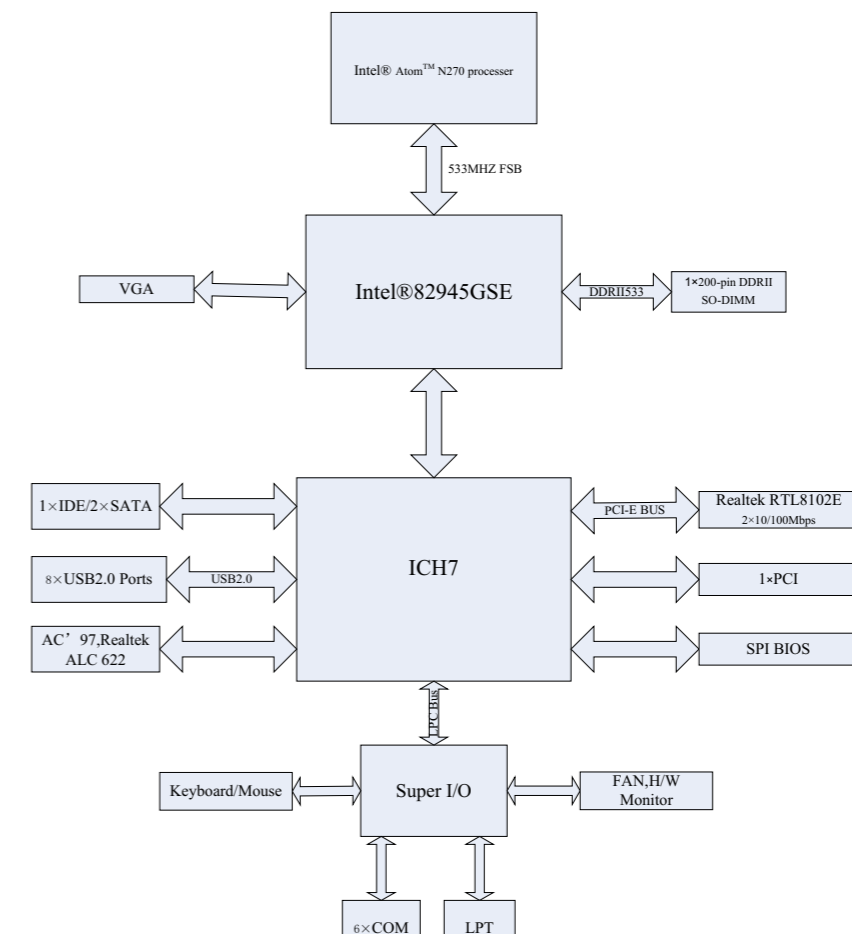 Intel® Atom™ N270 processer
533MHZ FSB
VGA
Intel®82945GSE
DDRII533
1×200-pin DDRII
SO-DIMM
1×IDE/2×SATA
PCI-E BUS
Realtek RTL8102E
2×10/100Mbps
8×USB2.0 Ports
USB2.0
ICH7
1×PCI
AC’97,Realtek
ALC 622
SPI BIOS
LPC Bus
Keyboard/Mouse
Super I/O
FAN,H/W
Monitor
6×COM
LPT